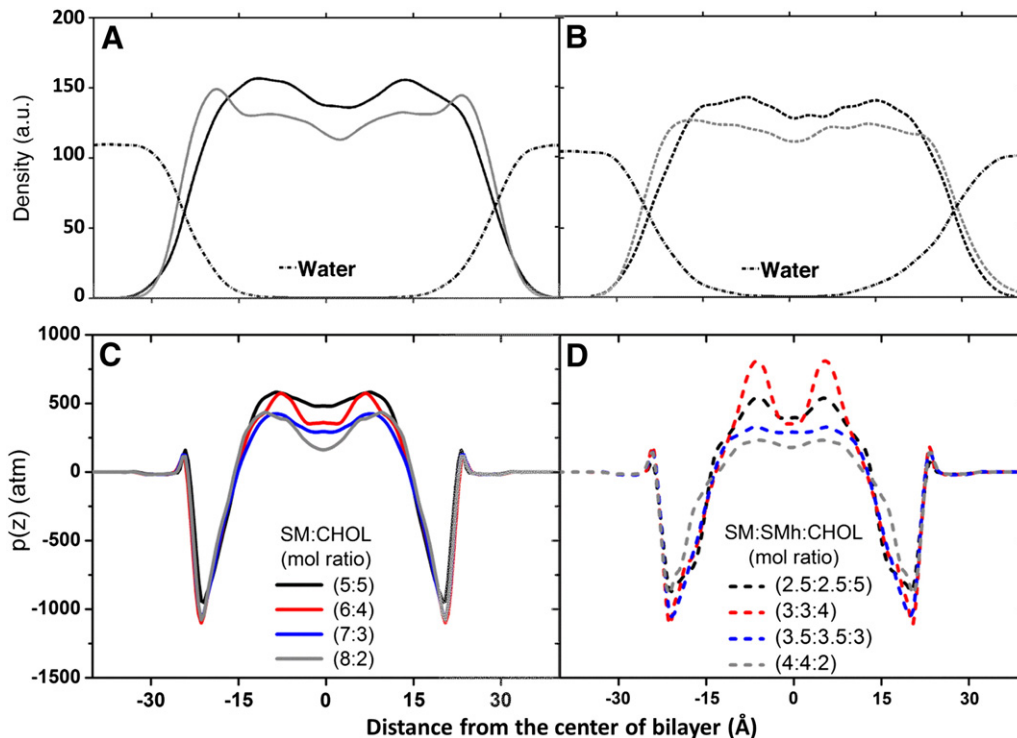 A
B
200
150
100
50
0
Density (a.u.)
Water
Water
C
D
1000
500
0
-500
-1000
-1500
p(z) (atm)
SM:CHOL
(mol ratio)
(5:5)
(6:4)
(7:3)
(8:2)
SM:SMh:CHOL
(mol ratio)
(2.5:2.5:5)
(3:3:4)
(3.5:3.5:3)
(4:4:2)
-30 -15 0 15 30
-30 -15 0 15 30
Distance from the center of bilayer (Å)